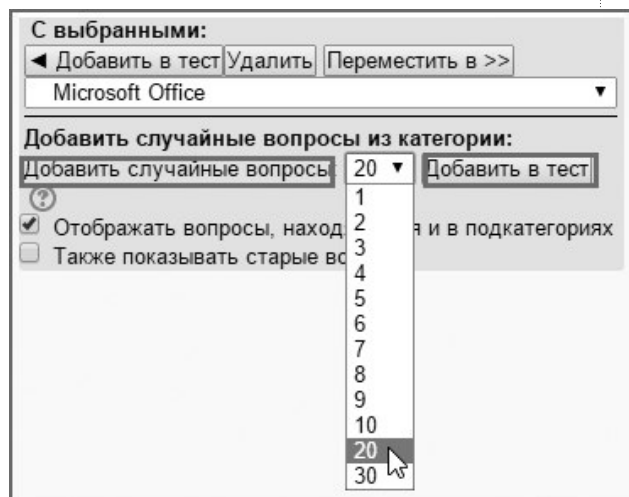 С выбранными:
◄ Добавить в тест Удалить Переместить в >>
Microsoft Office ▼
Добавить случайные вопросы из категории:
Добавить случайные вопросы 20 ▼ Добавить в тест
?
Отображать вопросы, наход я и в подкатегориях
Также показывать старые во
1
2
3
4
5
6
7
8
9
10
20
30